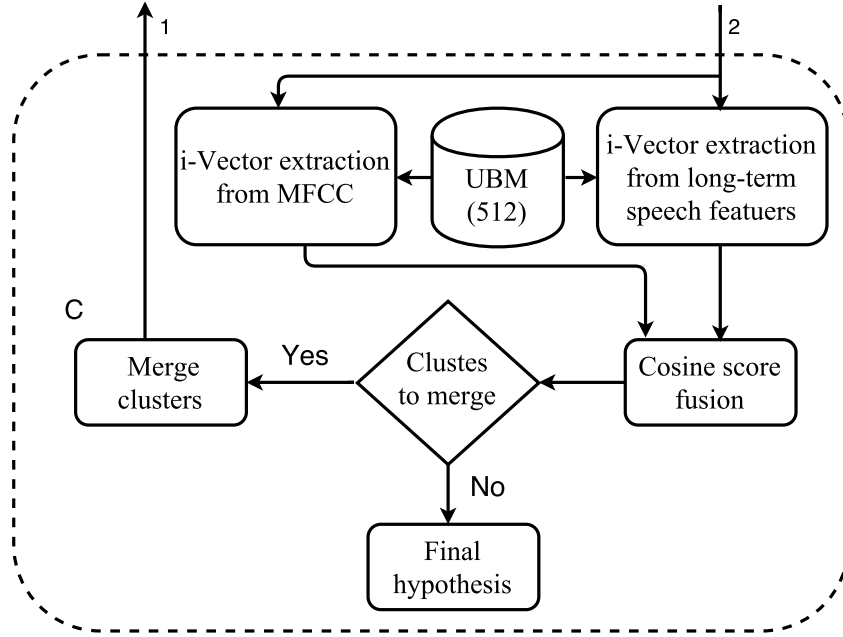 1
2
i-Vector extraction
from MFCC
UBM
(512)
i-Vector extraction
from long-term
speech featuers
C
Merge
clusters
Yes
Clustes
to merge
Cosine score
fusion
No
Final
hypothesis